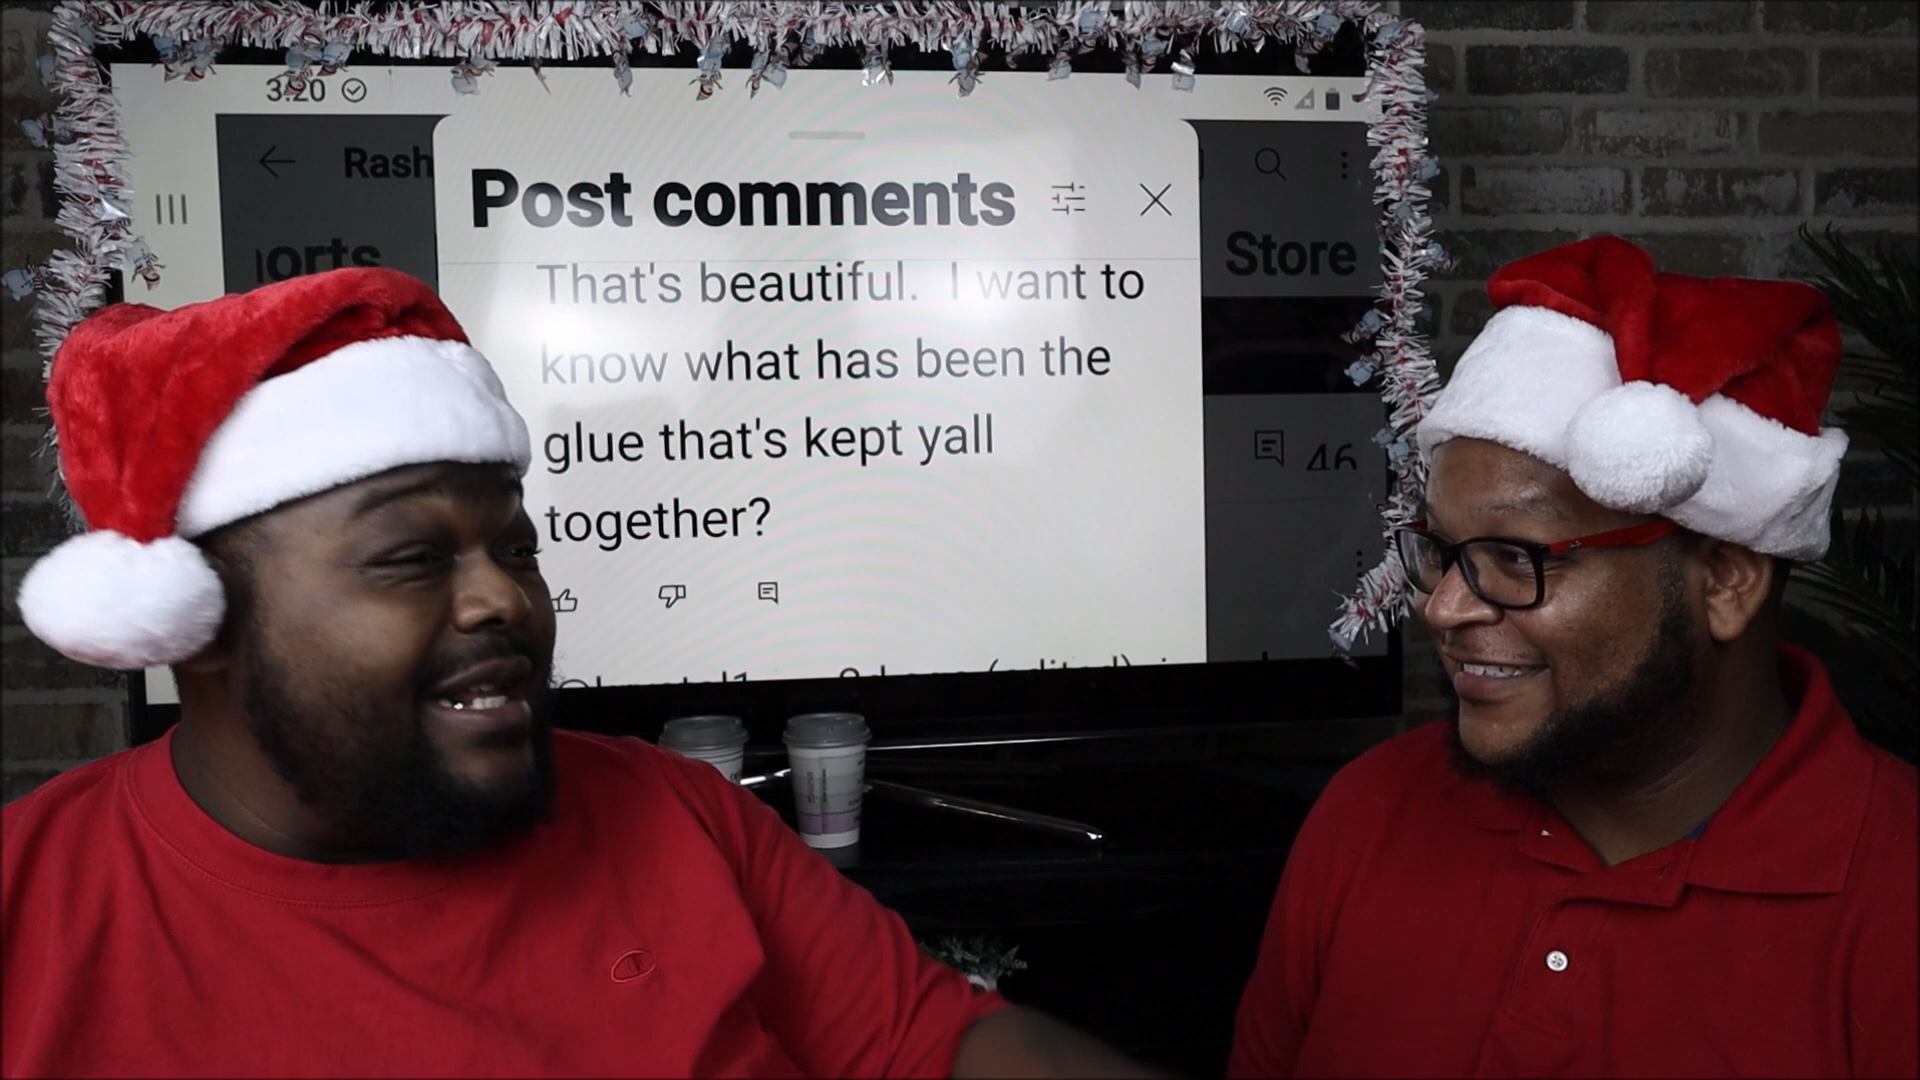 3:20
Rash
Post comments
orts
Store
That's beautiful. I want to
know what has been the
glue that's kept yall
together?
46